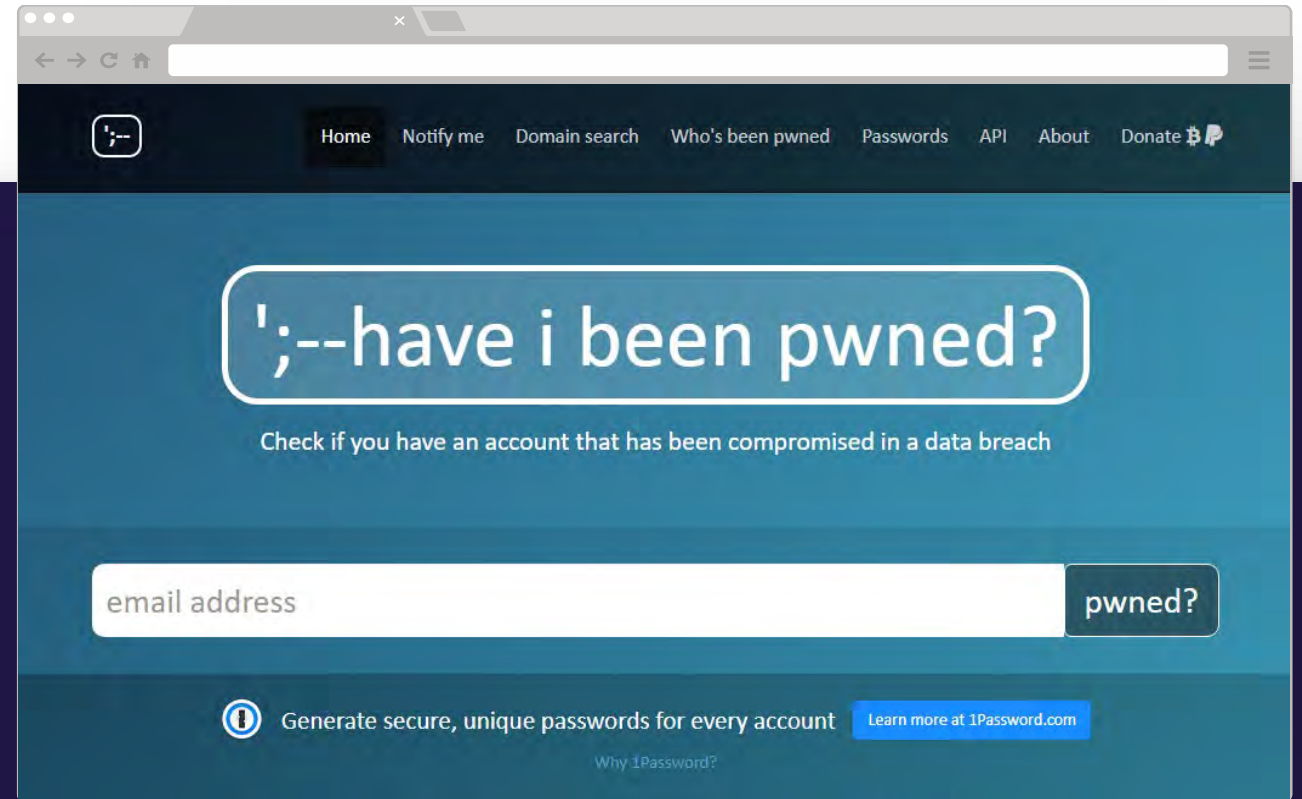 ';--
Home Notify me Domain search Who's been pwned Passwords API About Donate
';--have i been pwned?
Check if you have an account that has been compromised in a data breach
email address pwned?
Generate secure, unique passwords for every account Learn more at 1Password.com
Why 1Password?